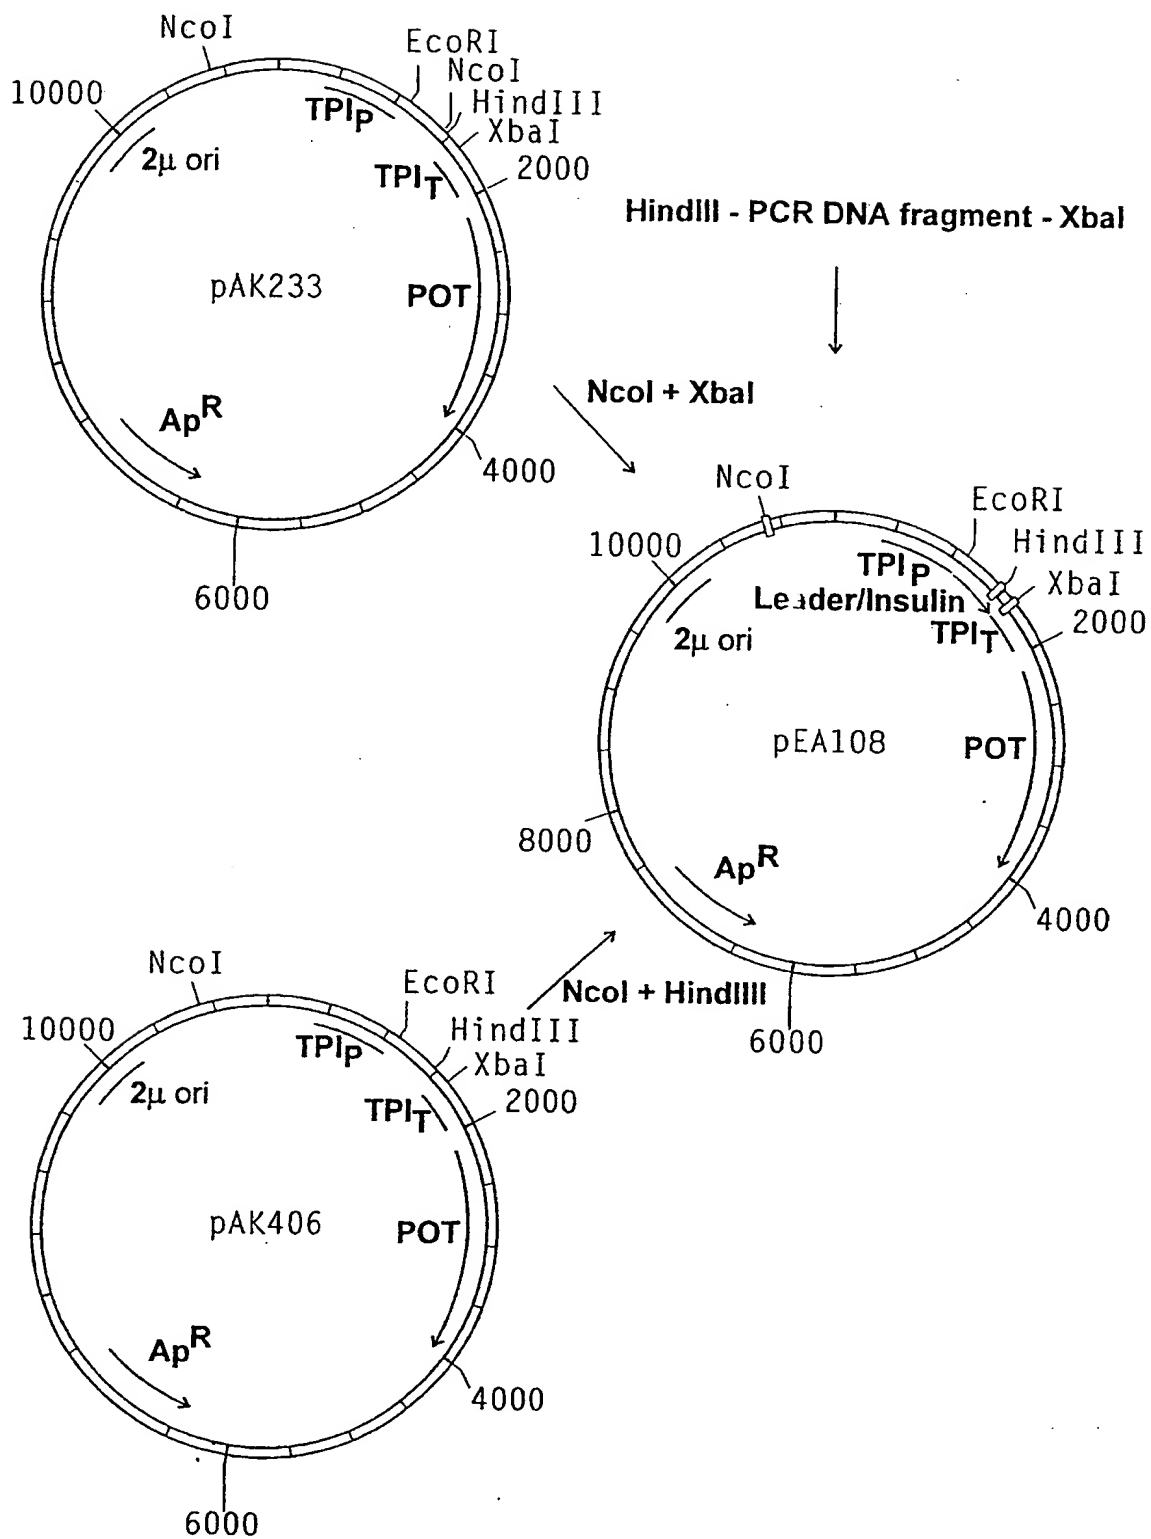 NcoI
EcoRI
NcoI
HindIII
XbaI
10000
TPIP
2μ ori
TPIT
2000
HindIII - PCR DNA fragment - XbaI
pAK233
POT
NcoI + XbaI
ApR
4000
6000
NcoI
EcoRI
HindIII
XbaI
10000
TPIP
Leader/Insulin
TPIT
2000
2μ ori
pEA108
POT
8000
ApR
4000
6000
NcoI + HindIIII
NcoI
EcoRI
HindIII
XbaI
10000
TPIP
2μ ori
TPIT
2000
pAK406
POT
ApR
4000
6000